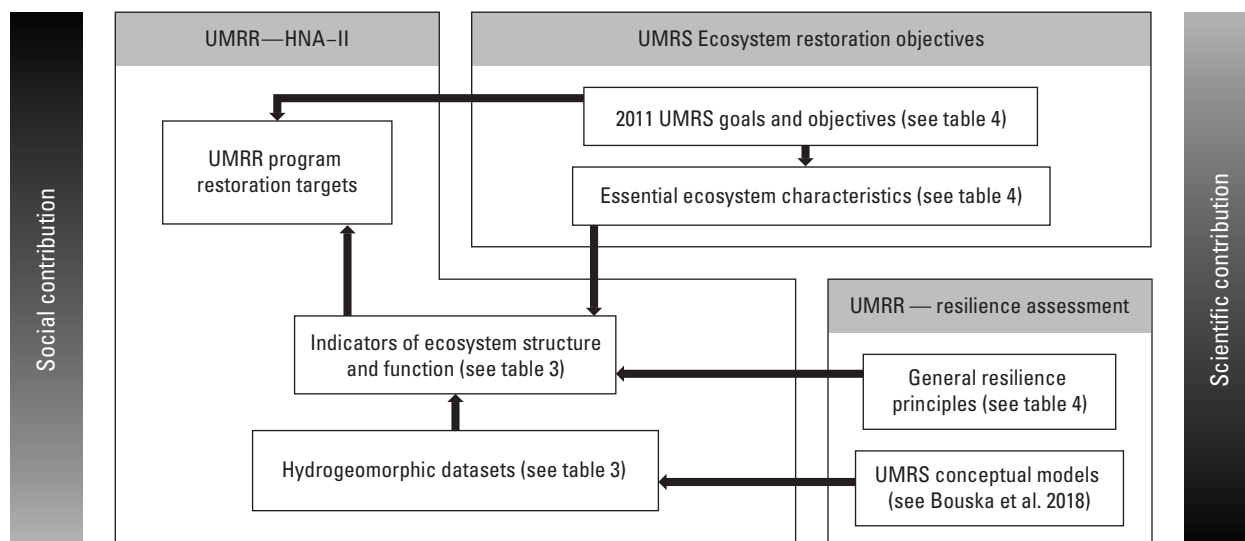 UMRR—HNA–II
UMRS Ecosystem restoration objectives
2011 UMRS goals and objectives (see table 4)
UMRR program
restoration targets
Essential ecosystem characteristics (see table 4)
Social contribution
Scientific contribution
UMRR — resilience assessment
Indicators of ecosystem structure
and function (see table 3)
General resilience
principles (see table 4)
Hydrogeomorphic datasets (see table 3)
UMRS conceptual models
(see Bouska et al. 2018)